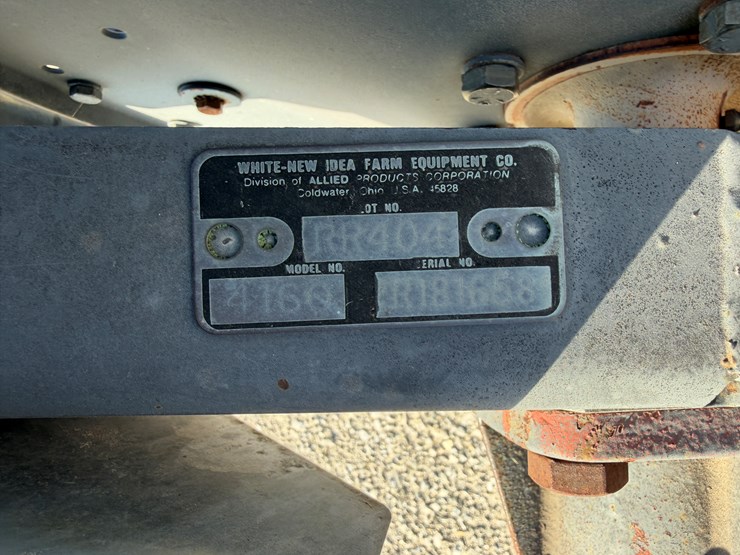 WHITE-NEW IDEA FARM EQUIPMENT CO.
Division of ALLIED PRODUCTS CORPORATION
Coldwater, Ohio U.S.A. 45828
LOT NO.
RR404
MODEL NO. SERIAL NO.